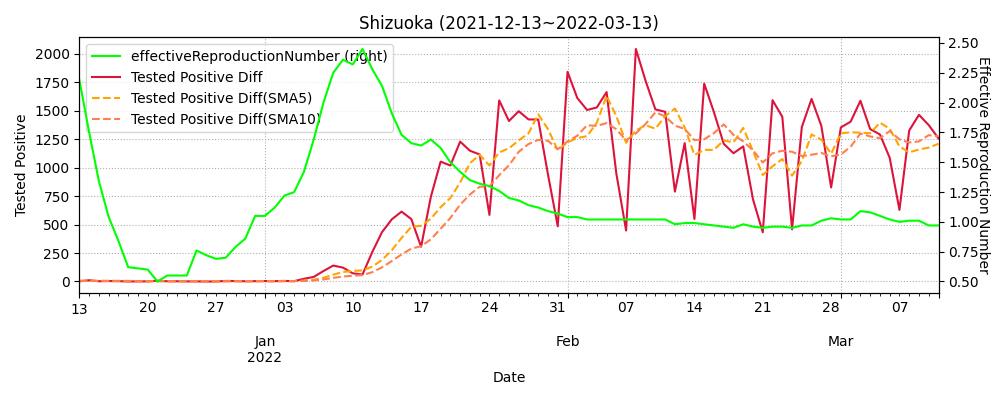 Shizuoka (2021-12-13~2022-03-13)
effectiveReproductionNumber (right)
Tested Positive Diff
Tested Positive Diff(SMA5)
Tested Positive Diff(SMA10)
Tested Positive
2000
1750
1500
1250
1000
750
500
250
0
2.50
2.25
2.00
1.75
1.50
1.25
1.00
0.75
0.50
Effective Reproduction Number
13 20 27 03 10 17 24 31 07 14 21 28 07
Jan Feb Mar
2022
Date